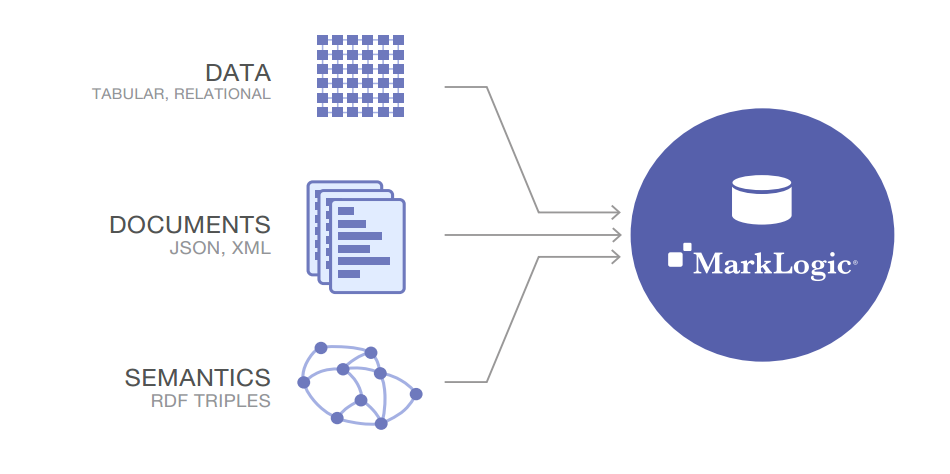 DATA
TABULAR, RELATIONAL
DOCUMENTS
JSON, XML
MarkLogic®
SEMANTICS
RDF TRIPLES